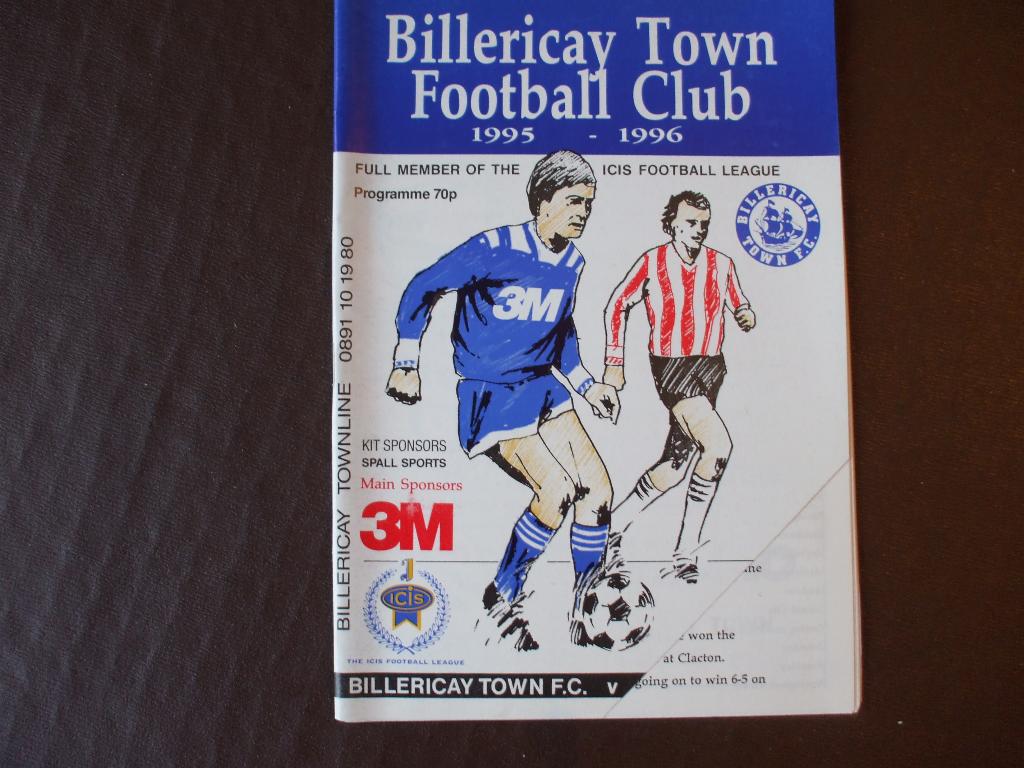 Billericay Town
Football Club
1995 - 1996
FULL MEMBER OF THE ICIS FOOTBALL LEAGUE
Programme 70p
BILLERICAY TOWN F.C.
3M
BILLERICAY TOWNLINE 0891 10 19 80
KIT SPONSORS
SPALL SPORTS
Main Sponsors
3M
ICIS
THE ICIS FOOTBALL LEAGUE
BILLERICAY TOWN F.C. v
won the
at Clacton.
going on to win 6-5 on